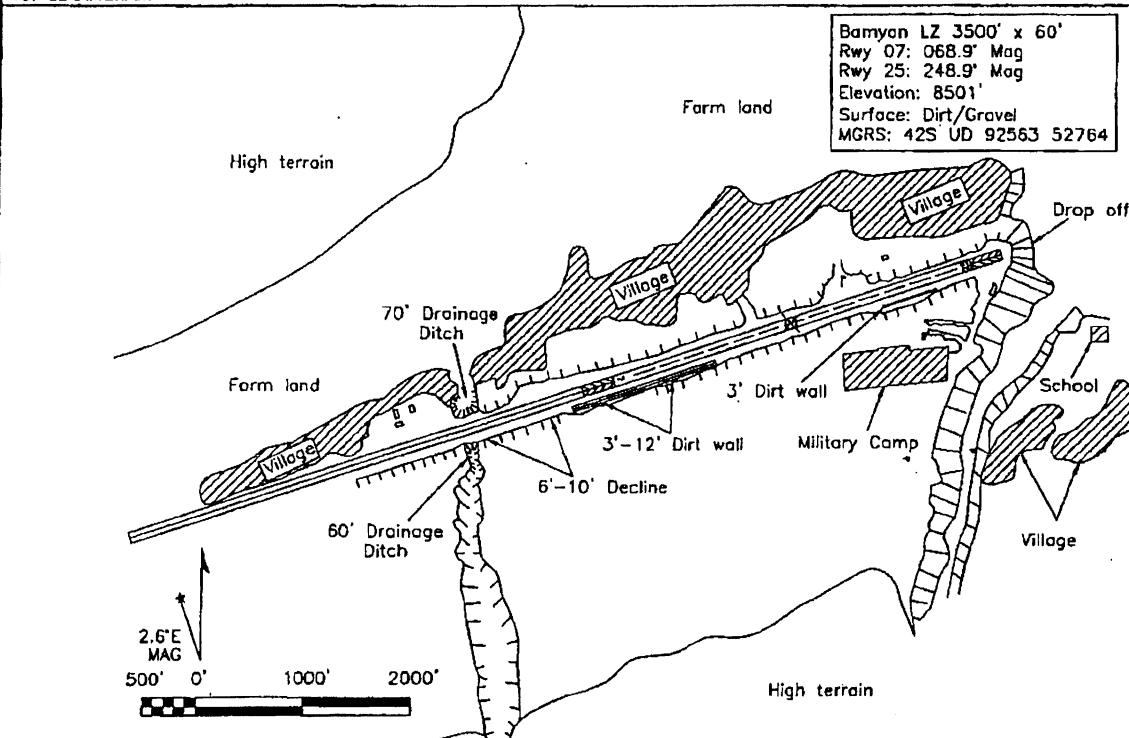 Bamyan LZ 3500' x 60'
Rwy 07: 068.9° Mag
Rwy 25: 248.9° Mag
Elevation: 8501'
Surface: Dirt/Gravel
MGRS: 42S UD 92563 52764
Farm land
High terrain
Village
Drop off
Village
70' Drainage
Ditch
Farm land
3' Dirt wall
School
Military Camp
3'-12' Dirt wall
Village
6'-10' Decline
60' Drainage
Ditch
Village
2.6°E
MAG
500' 0' 1000' 2000'
High terrain